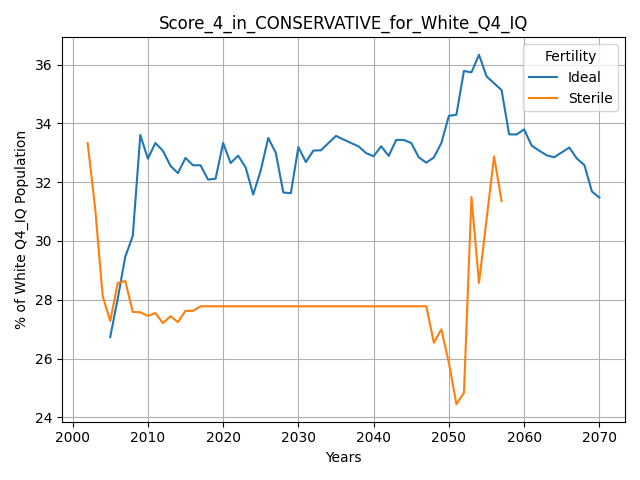 Score_4_in_CONSERVATIVE_for_White_Q4_IQ
Fertility
Ideal
Sterile
% of White Q4_IQ Population
36
34
32
30
28
26
24
2000 2010 2020 2030 2040 2050 2060 2070
Years